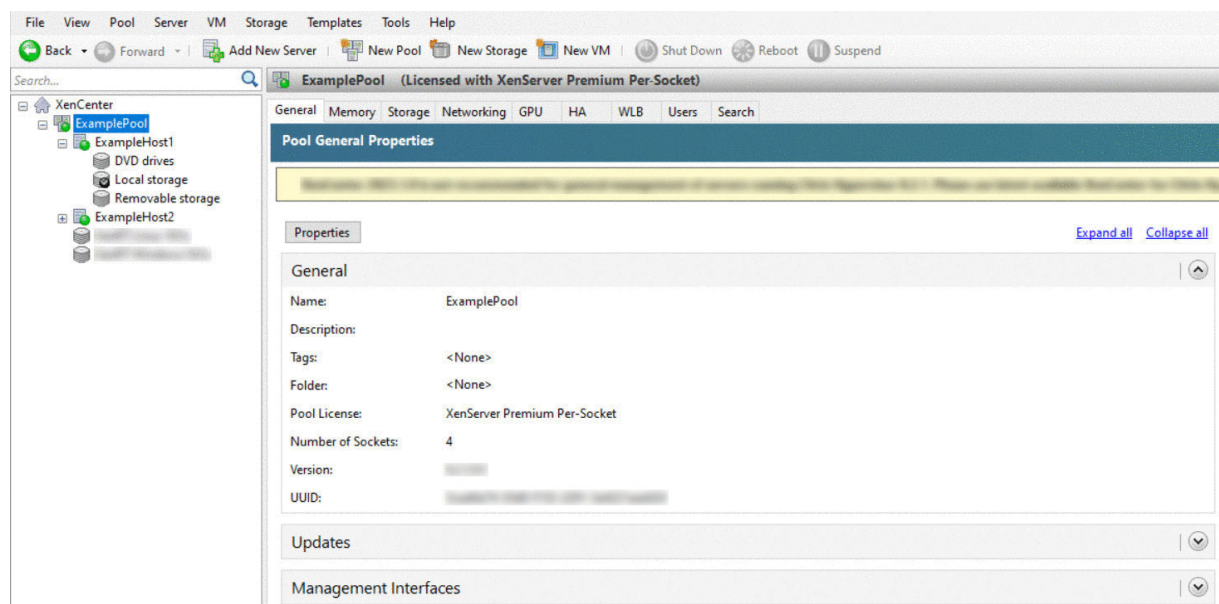 File View Pool Server VM Storage Templates Tools Help
Back Forward Add New Server New Pool New Storage New VM Shut Down Reboot Suspend
Search...
ExamplePool (Licensed with XenServer Premium Per-Socket)
XenCenter
ExamplePool
ExampleHost1
DVD drives
Local storage
Removable storage
ExampleHost2
General Memory Storage Networking GPU HA WLB Users Search
Pool General Properties
Properties Expand all Collapse all
General
Name: ExamplePool
Description:
Tags: <None>
Folder: <None>
Pool License: XenServer Premium Per-Socket
Number of Sockets: 4
Version:
UUID:
Updates
Management Interfaces